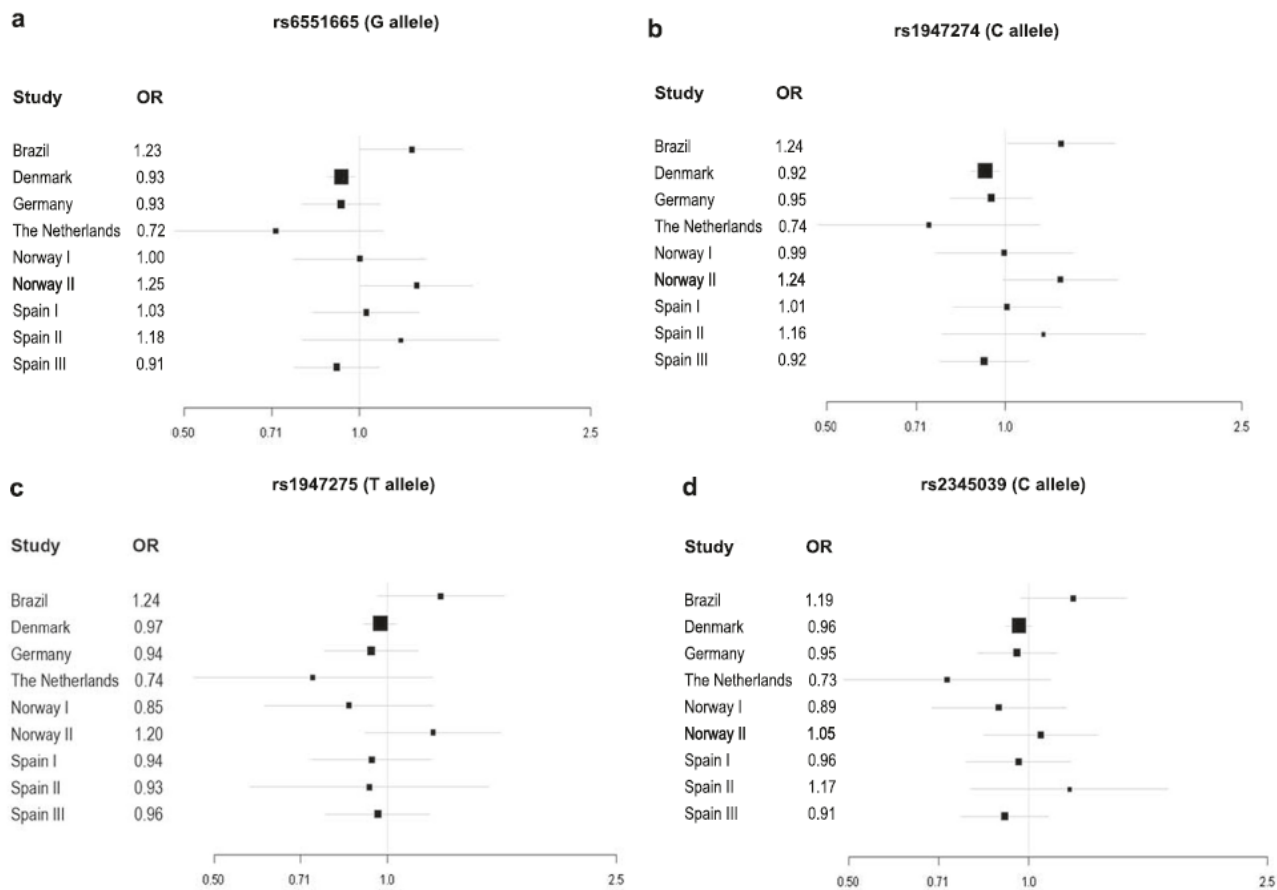 a
rs6551665 (G allele)
Study OR
Brazil 1.23
Denmark 0.93
Germany 0.93
The Netherlands 0.72
Norway I 1.00
Norway II 1.25
Spain I 1.03
Spain II 1.18
Spain III 0.91
0.50 0.71 1.0 2.5
b
rs1947274 (C allele)
Study OR
Brazil 1.24
Denmark 0.92
Germany 0.95
The Netherlands 0.74
Norway I 0.99
Norway II 1.24
Spain I 1.01
Spain II 1.16
Spain III 0.92
0.50 0.71 1.0 2.5
c
rs1947275 (T allele)
Study OR
Brazil 1.24
Denmark 0.97
Germany 0.94
The Netherlands 0.74
Norway I 0.85
Norway II 1.20
Spain I 0.94
Spain II 0.93
Spain III 0.96
0.50 0.71 1.0 2.5
d
rs2345039 (C allele)
Study OR
Brazil 1.19
Denmark 0.96
Germany 0.95
The Netherlands 0.73
Norway I 0.89
Norway II 1.05
Spain I 0.96
Spain II 1.17
Spain III 0.91
0.50 0.71 1.0 2.5